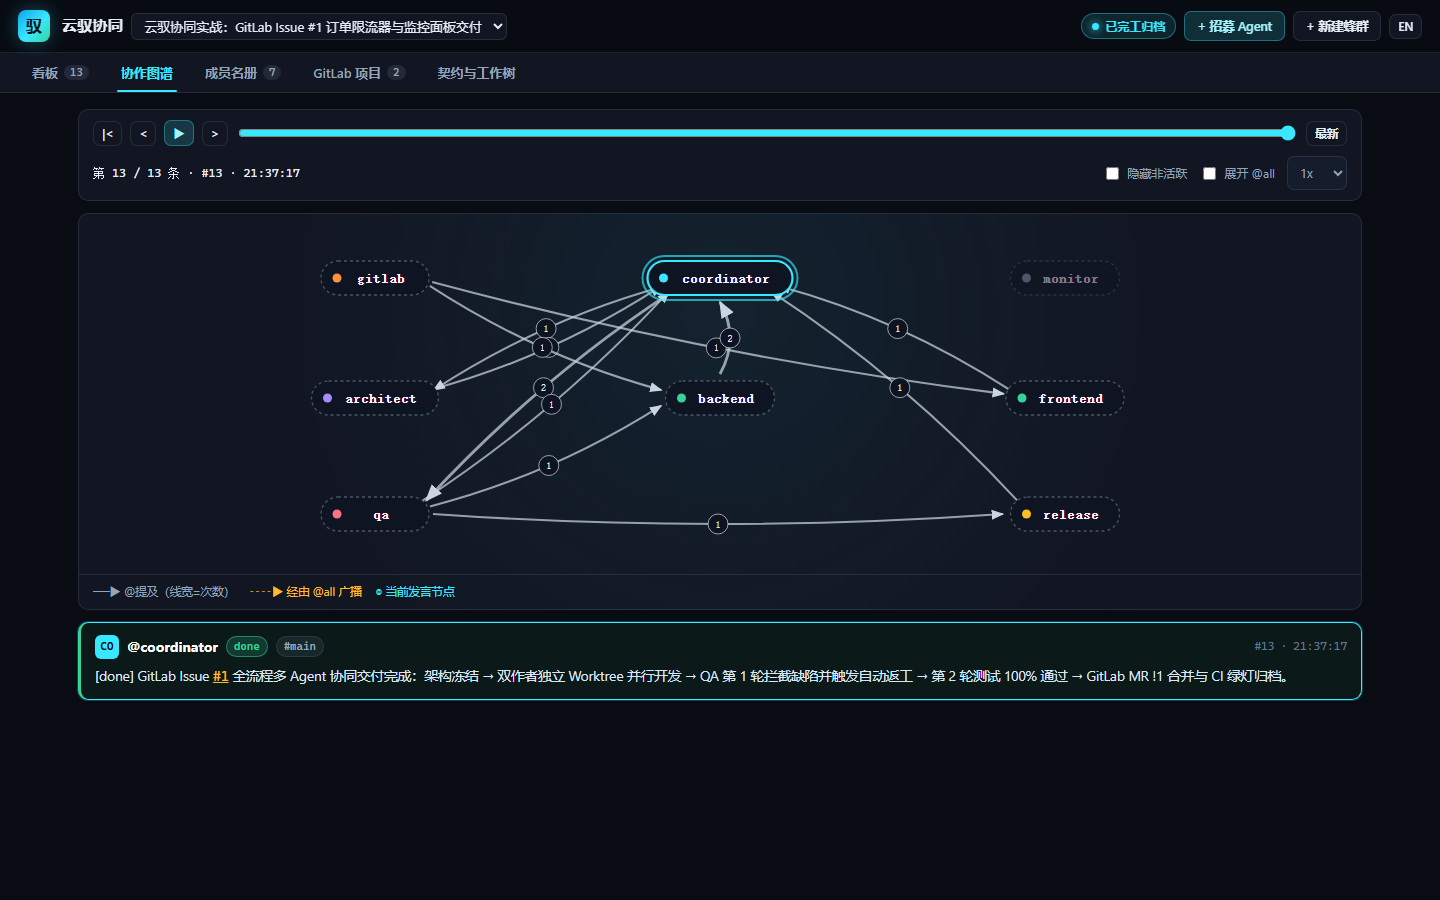 驭 云驭协同 云驭协同实战：GitLab Issue #1 订单限流器与监控面板交付 已完工归档 + 招募 Agent + 新建蜂群 EN
看板 13 协作图谱 成员名册 7 GitLab 项目 2 契约与工作树
|< < ▶ > 最新
第 13 / 13 条 · #13 · 21:37:17 隐藏非活跃 展开 @all 1x
gitlab coordinator monitor
1 1
2
1 1
architect backend frontend
2 1
1
1
qa release
1
@提及（线宽=次数） 经由 @all 广播 当前发言节点
CO @coordinator done #main #13 · 21:37:17
[done] GitLab Issue #1 全流程多 Agent 协同交付完成：架构冻结 → 双作者独立 Worktree 并行开发 → QA 第 1 轮拦截缺陷并触发自动返工 → 第 2 轮测试 100% 通过 → GitLab MR !1 合并与 CI 绿灯归档。